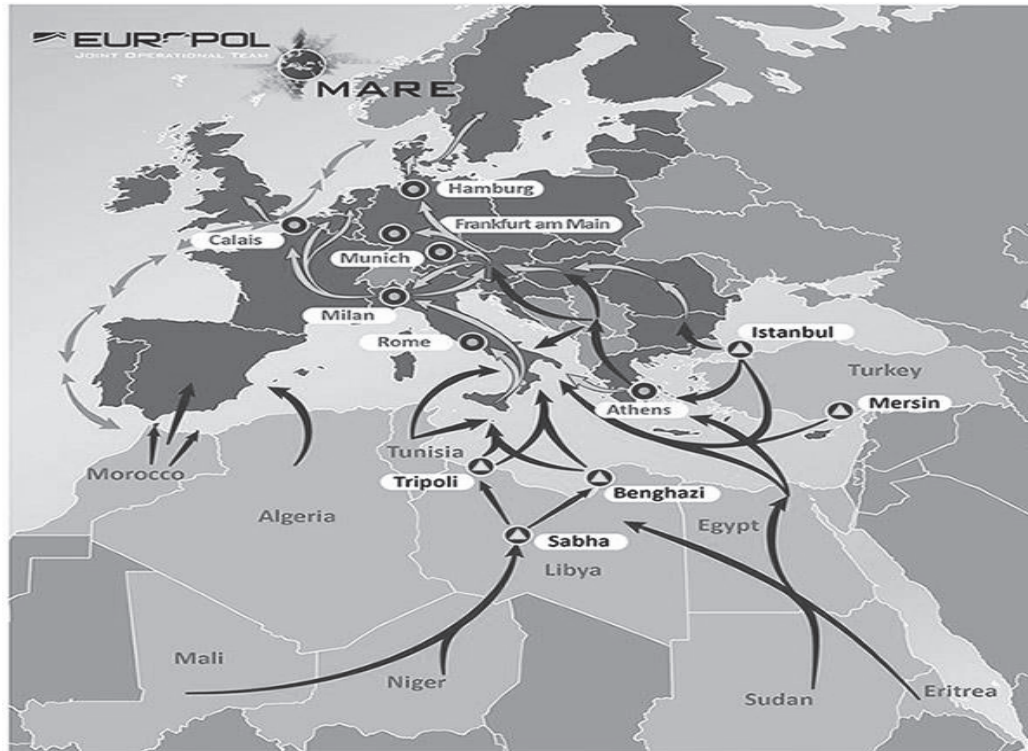 EUROPOL
JOINT OPERATIONAL TEAM
MARE
Hamburg
Frankfurt am Main
Calais
Munich
Milan
Rome
Istanbul
Turkey
Athens
Mersin
Morocco
Tunisia
Tripoli
Benghazi
Algeria
Egypt
Sabha
Libya
Mali
Niger
Sudan
Eritrea